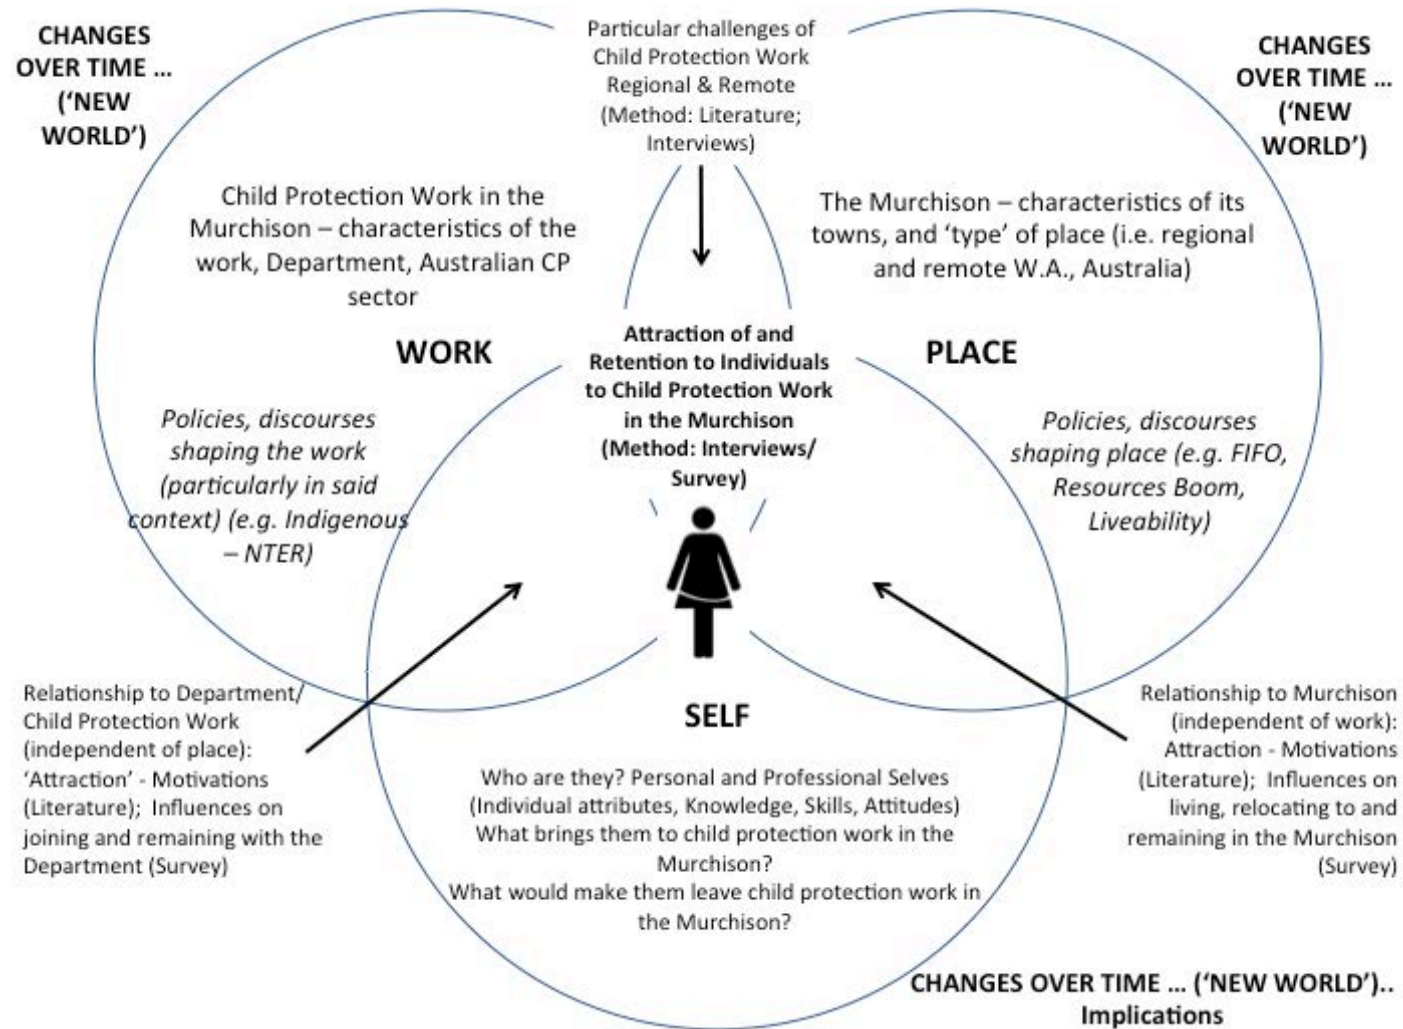 CHANGES
OVER TIME ...
(‘NEW
WORLD’)
Particular challenges of
Child Protection Work
Regional & Remote
(Method: Literature;
Interviews)
CHANGES
OVER TIME ...
(‘NEW
WORLD’)
Child Protection Work in the
Murchison – characteristics of the
work, Department, Australian CP
sector
The Murchison – characteristics of its
towns, and ‘type’ of place (i.e. regional
and remote W.A., Australia)
WORK
Attraction of and
Retention to Individuals
to Child Protection Work
in the Murchison
(Method: Interviews/
Survey)
PLACE
Policies, discourses
shaping the work
(particularly in said
context) (e.g. Indigenous
– NTER)
Policies, discourses
shaping place (e.g. FIFO,
Resources Boom,
Liveability)
Relationship to Department/
Child Protection Work
(independent of place):
‘Attraction’ - Motivations
(Literature); Influences on
joining and remaining with the
Department (Survey)
SELF
Who are they? Personal and Professional Selves
(Individual attributes, Knowledge, Skills, Attitudes)
What brings them to child protection work in the
Murchison?
What would make them leave child protection work in
the Murchison?
Relationship to Murchison
(independent of work):
Attraction - Motivations
(Literature); Influences on
living, relocating to and
remaining in the Murchison
(Survey)
CHANGES OVER TIME ... (‘NEW WORLD’)..
Implications